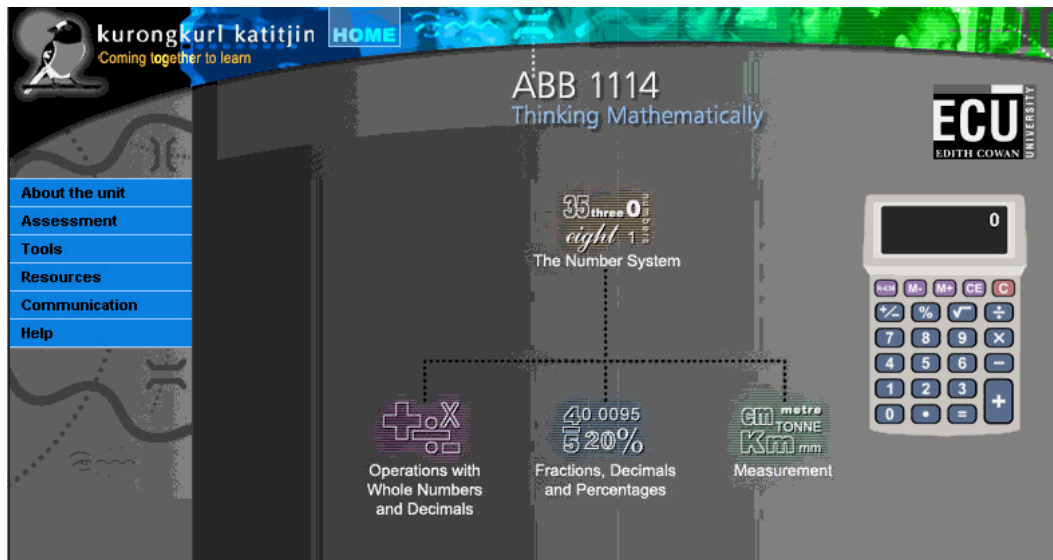 kurongkurl katitjin
Coming together to learn
HOME
ABB 1114
Thinking Mathematically
ECU
EDITH COWAN
UNIVERSITY
About the unit
Assessment
Tools
Resources
Communication
Help
35 three 0
numbers
eight 1
The Number System
0
R-CM M- M+ CE C
+/− % √ ÷
7 8 9 ×
4 5 6 −
1 2 3 +
0 • =
+ ÷ X
− ÷ □
4/5 0.0095
20%
cm metre
TONNE
Km mm
Operations with
Whole Numbers
and Decimals
Fractions, Decimals
and Percentages
Measurement